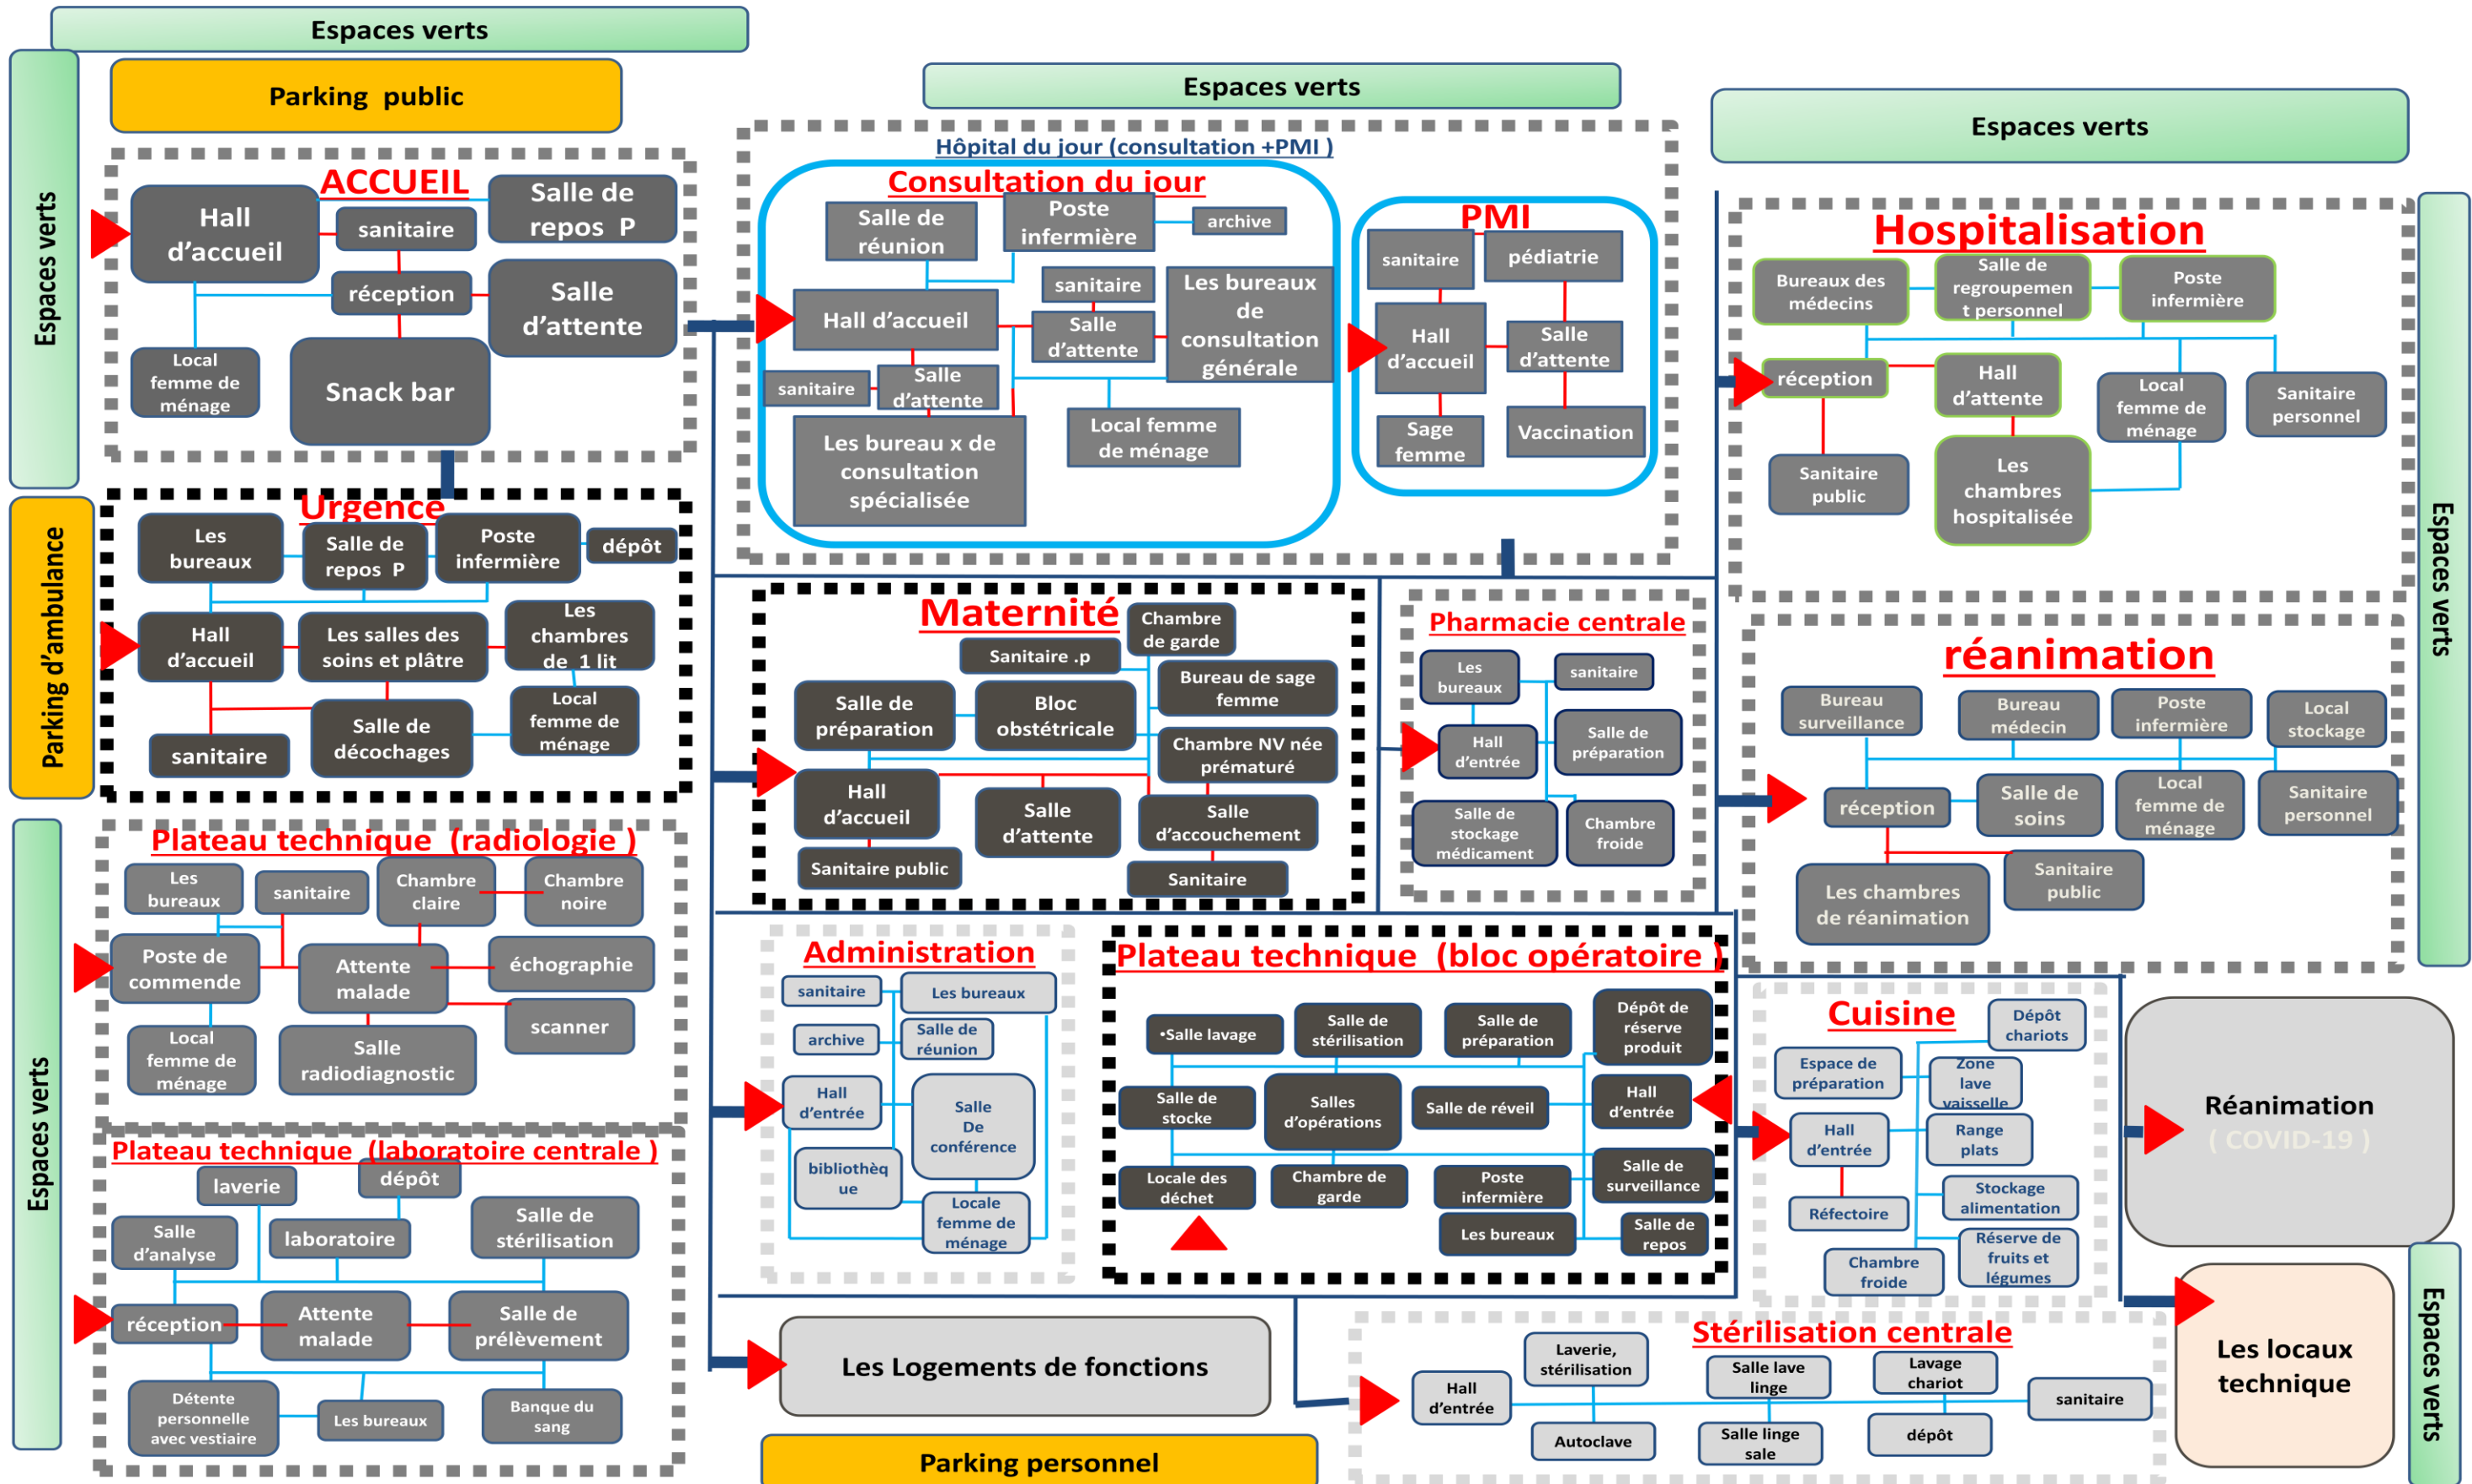 Espaces verts
Espaces verts
Parking public
ACCUEIL
Hall
d’accueil
sanitaire
Salle de
repos P
réception
Salle
d’attente
Local
femme de
ménage
Snack bar
Parking d’ambulance
Urgence
Les
bureaux
Salle de
repos P
Poste
infermière
dépôt
Hall
d’accueil
Les salles des
soins et plâtre
Les
chambres
de 1 lit
sanitaire
Salle de
décochages
Local
femme de
ménage
Espaces verts
Plateau technique (radiologie )
Les
bureaux
sanitaire
Chambre
claire
Chambre
noire
Poste de
commende
Attente
malade
échographie
scanner
Local
femme de
ménage
Salle
radiodiagnostic
Plateau technique (laboratoire centrale )
laverie
dépôt
Salle
d’analyse
laboratoire
Salle de
stérilisation
réception
Attente
malade
Salle de
prélèvement
Détente
personnelle
avec vestiaire
Les bureaux
Banque du
sang
Espaces verts
Hôpital du jour (consultation +PMI )
Consultation du jour
Salle de
réunion
Poste
infermière
archive
sanitaire
Les bureaux
de
consultation
générale
Hall d’accueil
Salle
d’attente
sanitaire
Salle
d’attente
Les bureau x de
consultation
spécialisée
Local femme
de ménage
PMI
sanitaire
pédiatrie
Hall
d’accueil
Salle
d’attente
Sage
femme
Vaccination
Maternité
Chambre
de garde
Sanitaire .p
Bureau de sage
femme
Salle de
préparation
Bloc
obstétricale
Chambre NV née
prématuré
Hall
d’accueil
Salle
d’attente
Salle
d’accouchement
Sanitaire public
Sanitaire
Pharmacie centrale
Les
bureaux
sanitaire
Hall
d’entrée
Salle de
préparation
Salle de
stockage
médicament
Chambre
froide
Administration
sanitaire
Les bureaux
archive
Salle de
réunion
Hall
d’entrée
Salle
De
conférence
bibliothèq
ue
Locale
femme de
ménage
Plateau technique (bloc opératoire )
•Salle lavage
Salle de
stérilisation
Salle de
préparation
Dépôt de
réserve
produit
Salle de
stocke
Salles
d’opérations
Salle de réveil
Hall
d’entrée
Locale des
déchet
Chambre de
garde
Poste
infermière
Salle de
surveillance
Les bureaux
Salle de
repos
Les Logements de fonctions
Parking personnel
Espaces verts
Espaces verts
Hospitalisation
Bureaux des
médecins
Salle de
regroupemen
t personnel
Poste
infermière
réception
Hall
d’attente
Local
femme de
ménage
Sanitaire
personnel
Sanitaire
public
Les
chambres
hospitalisée
réanimation
Bureau
surveillance
Bureau
médecin
Poste
infermière
Local
stockage
réception
Salle de
soins
Local
femme de
ménage
Sanitaire
personnel
Les chambres
de réanimation
Sanitaire
public
Cuisine
Dépôt
chariots
Espace de
préparation
Zone
lave
vaisselle
Hall
d’entrée
Range
plats
Réfectoire
Stockage
alimentation
Chambre
froide
Réserve de
fruits et
légumes
Réanimation
( COVID-19 )
Les locaux
technique
Espaces verts
Stérilisation centrale
Hall
d’entrée
Laverie,
stérilisation
Salle lave
linge
Lavage
chariot
sanitaire
Autoclave
Salle linge
sale
dépôt